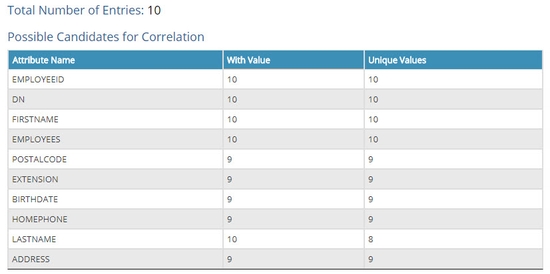 Total Number of Entries: 10
Possible Candidates for Correlation
Attribute Name With Value Unique Values
EMPLOYEEID 10 10
DN 10 10
FIRSTNAME 10 10
EMPLOYEES 10 10
POSTALCODE 9 9
EXTENSION 9 9
BIRTHDATE 9 9
HOMEPHONE 9 9
LASTNAME 10 8
ADDRESS 9 9